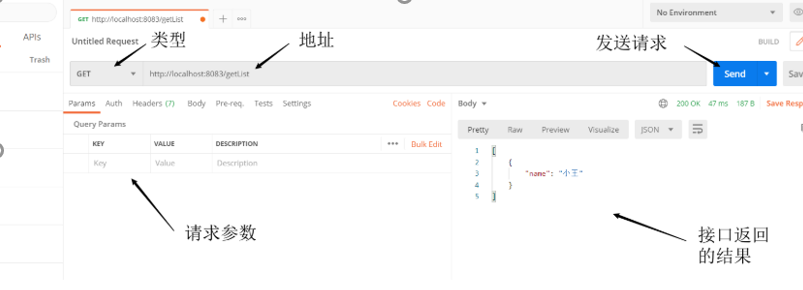 GET http://localhost:8083/getList
No Environment
APIs
Untitled Request
类型
地址
发送请求
BUILD
Trash
GET
http://localhost:8083/getList
Send
Params Auth Headers (7) Body Pre-req. Tests Settings
Cookies Code
Body
200 OK 47 ms 187 B
Query Params
Pretty Raw Preview Visualize JSON
KEY VALUE DESCRIPTION
Bulk Edit
Key Value Description
1 [
2 {
3 "name": "小王"
4 }
5 ]
请求参数
接口返回
的结果